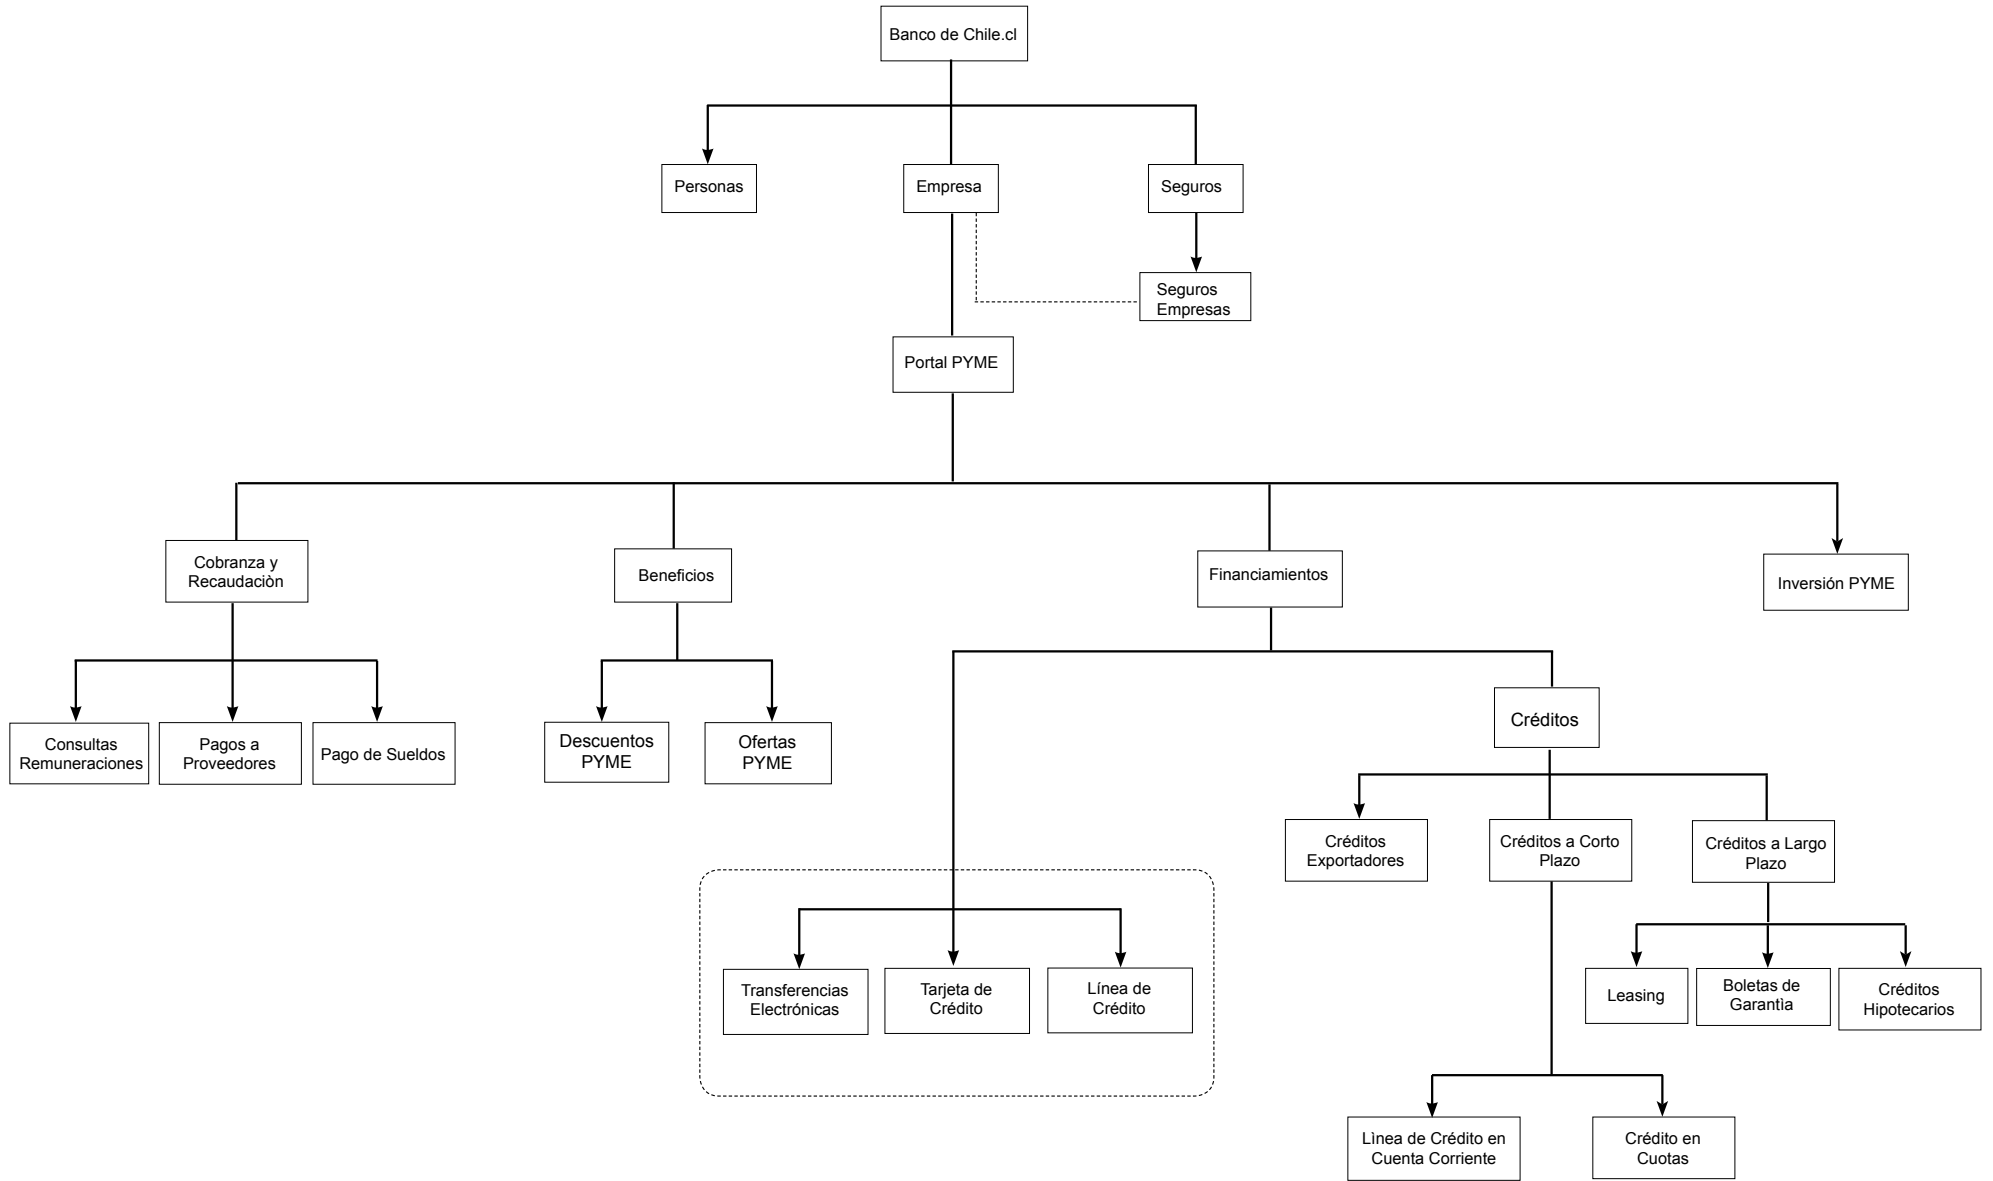 Banco de Chile.cl
Personas
Empresa
Seguros
Seguros
Empresas
Portal PYME
Cobranza y
Recaudaciòn
Beneficios
Financiamientos
Inversión PYME
Créditos
Consultas
Remuneraciones
Pagos a
Proveedores
Pago de Sueldos
Descuentos
PYME
Ofertas
PYME
Créditos
Exportadores
Créditos a Corto
Plazo
Créditos a Largo
Plazo
Transferencias
Electrónicas
Tarjeta de
Crédito
Línea de
Crédito
Leasing
Boletas de
Garantìa
Créditos
Hipotecarios
Lìnea de Crédito en
Cuenta Corriente
Crédito en
Cuotas